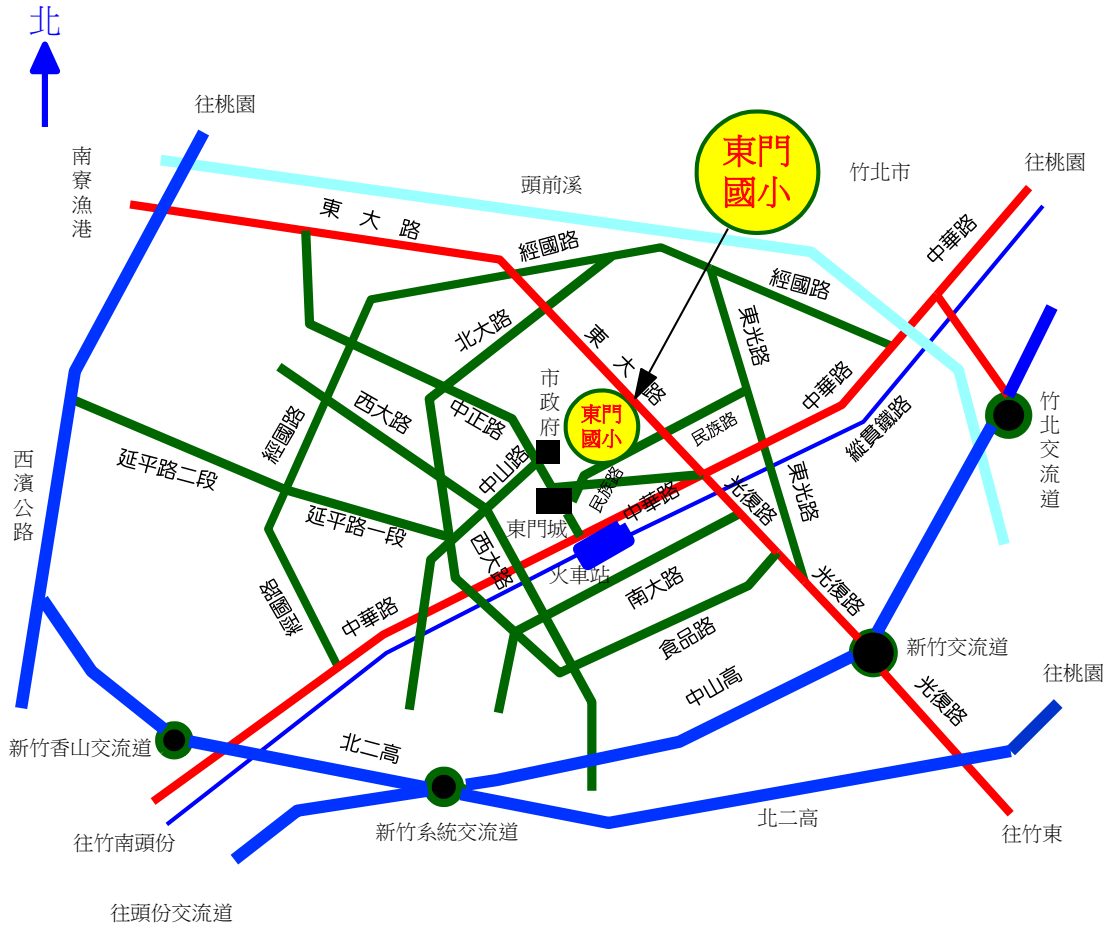 北
往桃園
南寮漁港
頭前溪
東門
國小
竹北市
往桃園
東大路
經國路
中華路
經國路
北大路
東光路
東大路
市政府
東門
國小
西大路
中正路
中華路
民族路
縱貫鐵路
竹北交流道
經國路
中山路
延平路二段
西濱公路
民族路
中華路
光復路
東光路
延平路一段
東門城
西大路
火車站
南大路
光復路
經國路
中華路
食品路
新竹交流道
中山高
光復路
往桃園
新竹香山交流道
北二高
新竹系統交流道
北二高
往竹南頭份
往竹東
往頭份交流道